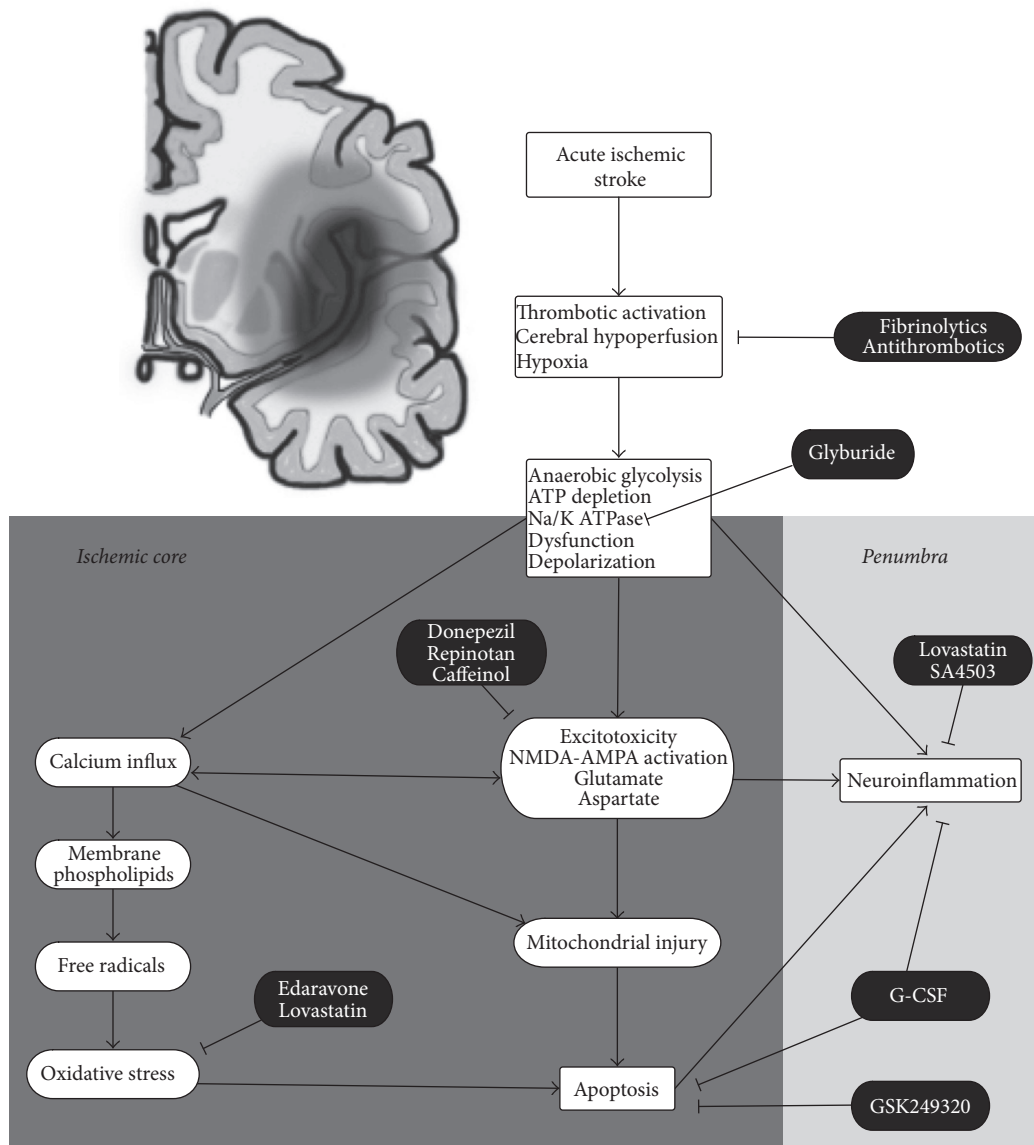 Acute ischemic
stroke
Thrombotic activation
Cerebral hypoperfusion
Hypoxia
Fibrinolytics
Antithrombotics
Glyburide
Anaerobic glycolysis
ATP depletion
Na/K ATPase
Dysfunction
Depolarization
Ischemic core
Penumbra
Donepezil
Repinotan
Caffeinol
Lovastatin
SA4503
Calcium influx
Excitotoxicity
NMDA-AMPA activation
Glutamate
Aspartate
Neuroinflammation
Membrane
phospholipids
Mitochondrial injury
Free radicals
Edaravone
Lovastatin
G-CSF
Oxidative stress
Apoptosis
GSK249320